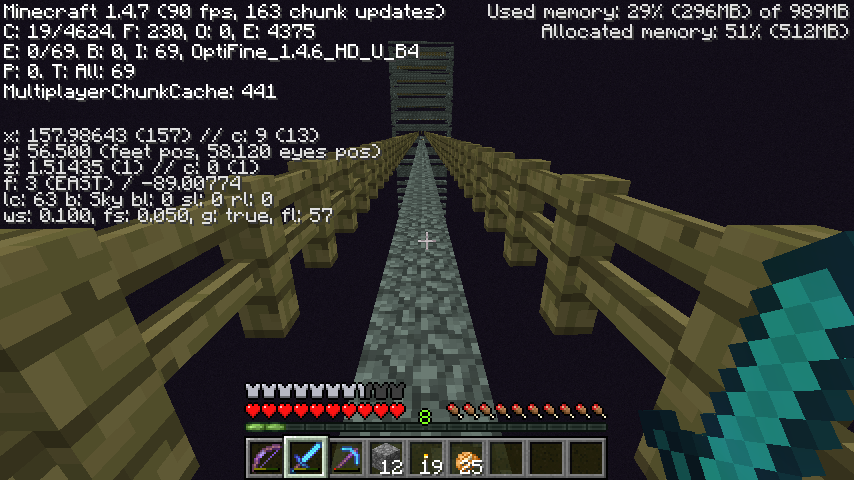 Minecraft 1.4.7 (90 fps, 163 chunk updates)
C: 19/4624. F: 230, O: 0, E: 4375
E: 0/69. B: 0, I: 69, OptiFine_1.4.6_HD_U_B4
P: 0. T: All: 69
MultiplayerChunkCache: 441
Used memory: 29% (296MB) of 989MB
Allocated memory: 51% (512MB)
x: 157.98643 (157) // c: 9 (13)
y: 56.500 (feet pos, 58.120 eyes pos)
z: 1.51435 (1) // c: 0 (1)
f: 3 (EAST) / -89.00774
lc: 63 b: Sky bl: 0 sl: 0 rl: 0
ws: 0.100, fs: 0.050, g: true, fl: 57
8
12
19
25